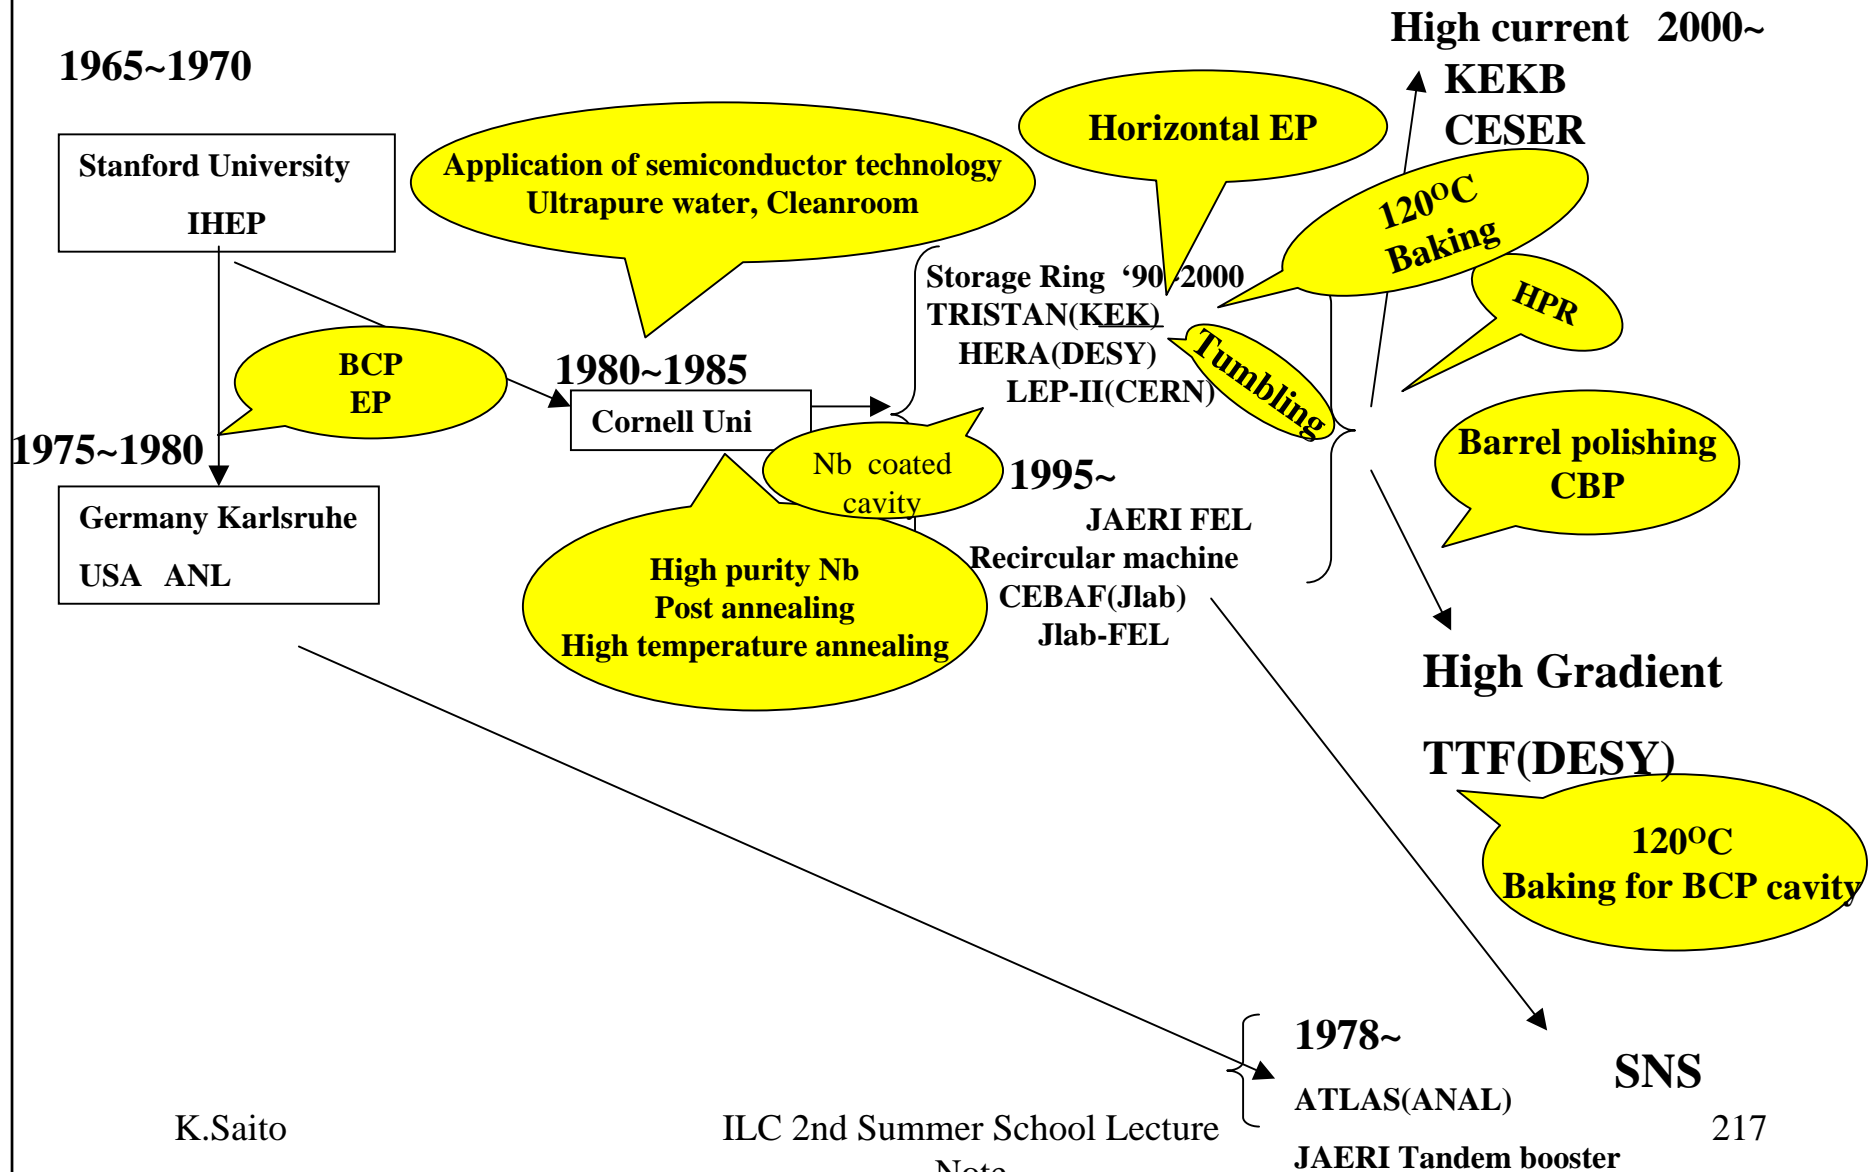 1965~1970
Stanford University
IHEP
BCP
EP
1975~1980
Germany Karlsruhe
USA ANL
Application of semiconductor technology
Ultrapure water, Cleanroom
1980~1985
Cornell Uni
Nb coated
cavity
High purity Nb
Post annealing
High temperature annealing
Horizontal EP
Storage Ring ‘90~2000
TRISTAN(KEK)
HERA(DESY)
LEP-II(CERN)
Tumbling
1995~
JAERI FEL
Recircular machine
CEBAF(Jlab)
Jlab-FEL
High current 2000~
KEKB
CESER
120OC
Baking
HPR
Barrel polishing
CBP
High Gradient
TTF(DESY)
120OC
Baking for BCP cavity
1978~
ATLAS(ANAL)
JAERI Tandem booster
SNS
K.Saito
ILC 2nd Summer School Lecture
Note
217